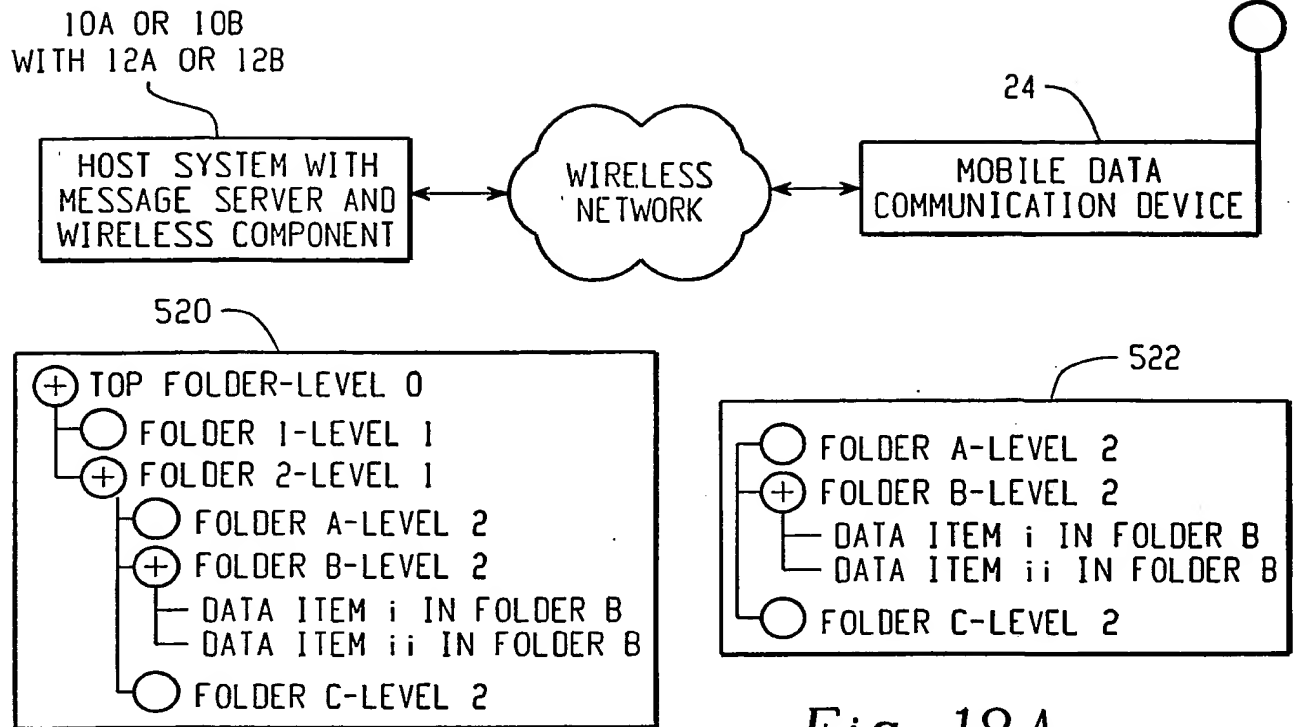 10A OR 10B
WITH 12A OR 12B
HOST SYSTEM WITH
MESSAGE SERVER AND
WIRELESS COMPONENT
WIRELESS
NETWORK
24
MOBILE DATA
COMMUNICATION DEVICE
520
TOP FOLDER-LEVEL 0
FOLDER 1-LEVEL 1
FOLDER 2-LEVEL 1
FOLDER A-LEVEL 2
FOLDER B-LEVEL 2
DATA ITEM i IN FOLDER B
DATA ITEM ii IN FOLDER B
FOLDER C-LEVEL 2
522
FOLDER A-LEVEL 2
FOLDER B-LEVEL 2
DATA ITEM i IN FOLDER B
DATA ITEM ii IN FOLDER B
FOLDER C-LEVEL 2